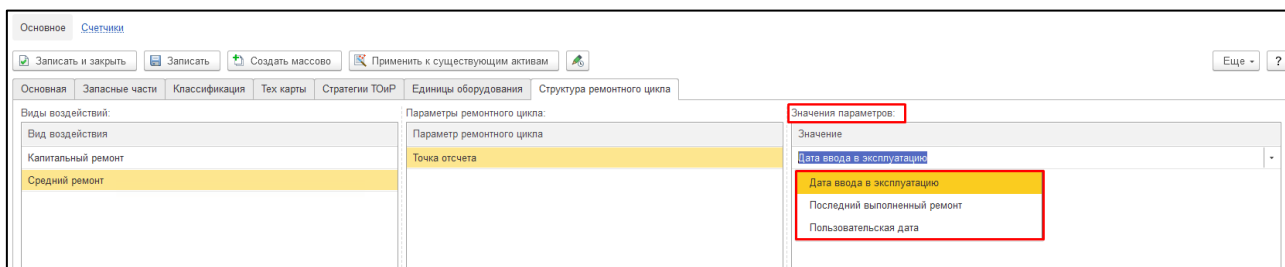 Основное Счетчики
Записать и закрыть Записать Создать массово Применить к существующим активам Еще ?
Основная Запасные части Классификация Тех карты Стратегии ТОиР Единицы оборудования Структура ремонтного цикла
Виды воздействий: Параметры ремонтного цикла: Значения параметров:
Вид воздействия Параметр ремонтного цикла Значение
Капитальный ремонт Точка отсчета Дата ввода в эксплуатацию
Средний ремонт Дата ввода в эксплуатацию
Последний выполненный ремонт
Пользовательская дата